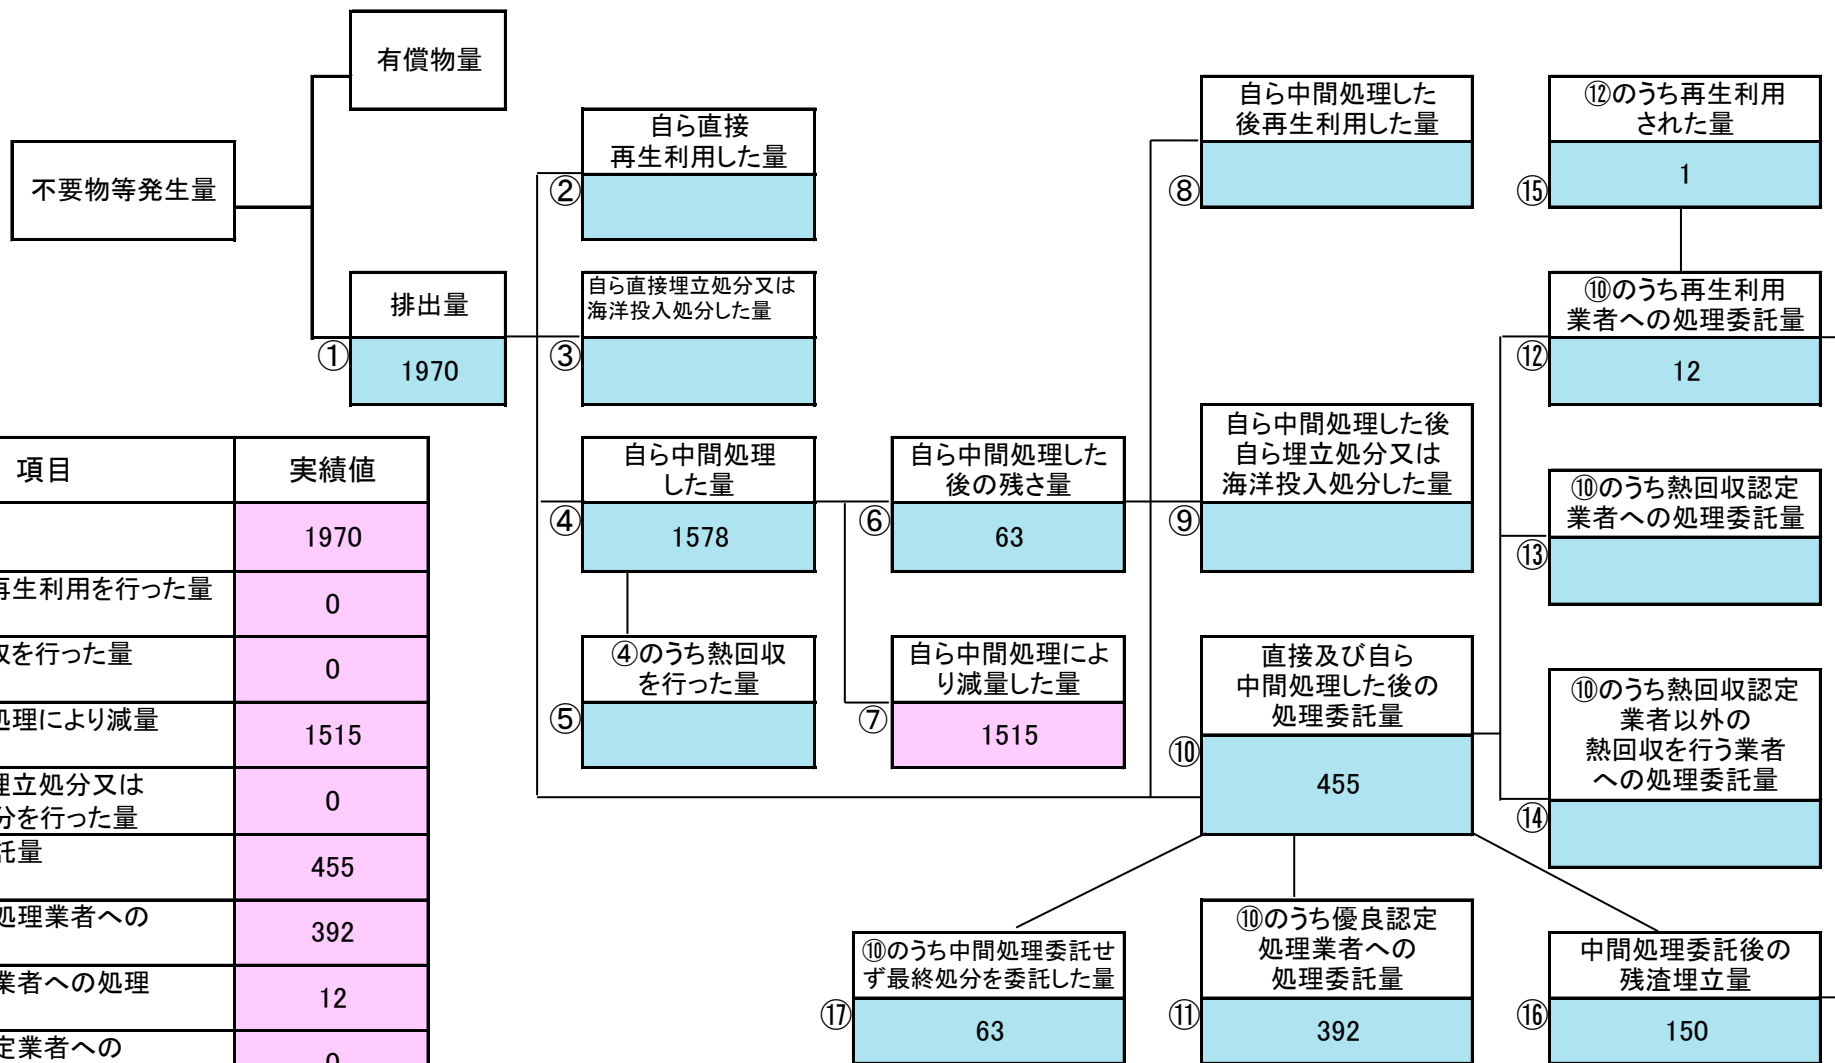 有償物量
不要物等発生量
排出量
①
1970
自ら直接
再生利用した量
②
自ら直接埋立処分又は
海洋投入処分した量
③
自ら中間処理
した量
④
1578
④のうち熱回収
を行った量
⑤
自ら中間処理した
後の残さ量
⑥
63
自ら中間処理によ
り減量した量
⑦
1515
自ら中間処理した
後再生利用した量
⑧
自ら中間処理した後
自ら埋立処分又は
海洋投入処分した量
⑨
直接及び自ら
中間処理した後の
処理委託量
⑩
455
⑫のうち再生利用
された量
⑮
1
⑩のうち再生利用
業者への処理委託量
⑫
12
⑩のうち熱回収認定
業者への処理委託量
⑬
⑩のうち熱回収認定
業者以外の
熱回収を行う業者
への処理委託量
⑭
⑩のうち中間処理委託せ
ず最終処分を委託した量
⑰
63
⑩のうち優良認定
処理業者への
処理委託量
⑪
392
中間処理委託後の
残渣埋立量
⑯
150
項目 実績値
1970
再生利用を行った量
0
を行った量
0
処理により減量
1515
埋立処分又は
分を行った量
0
託量
455
処理業者への
392
業者への処理
12
定業者への
0